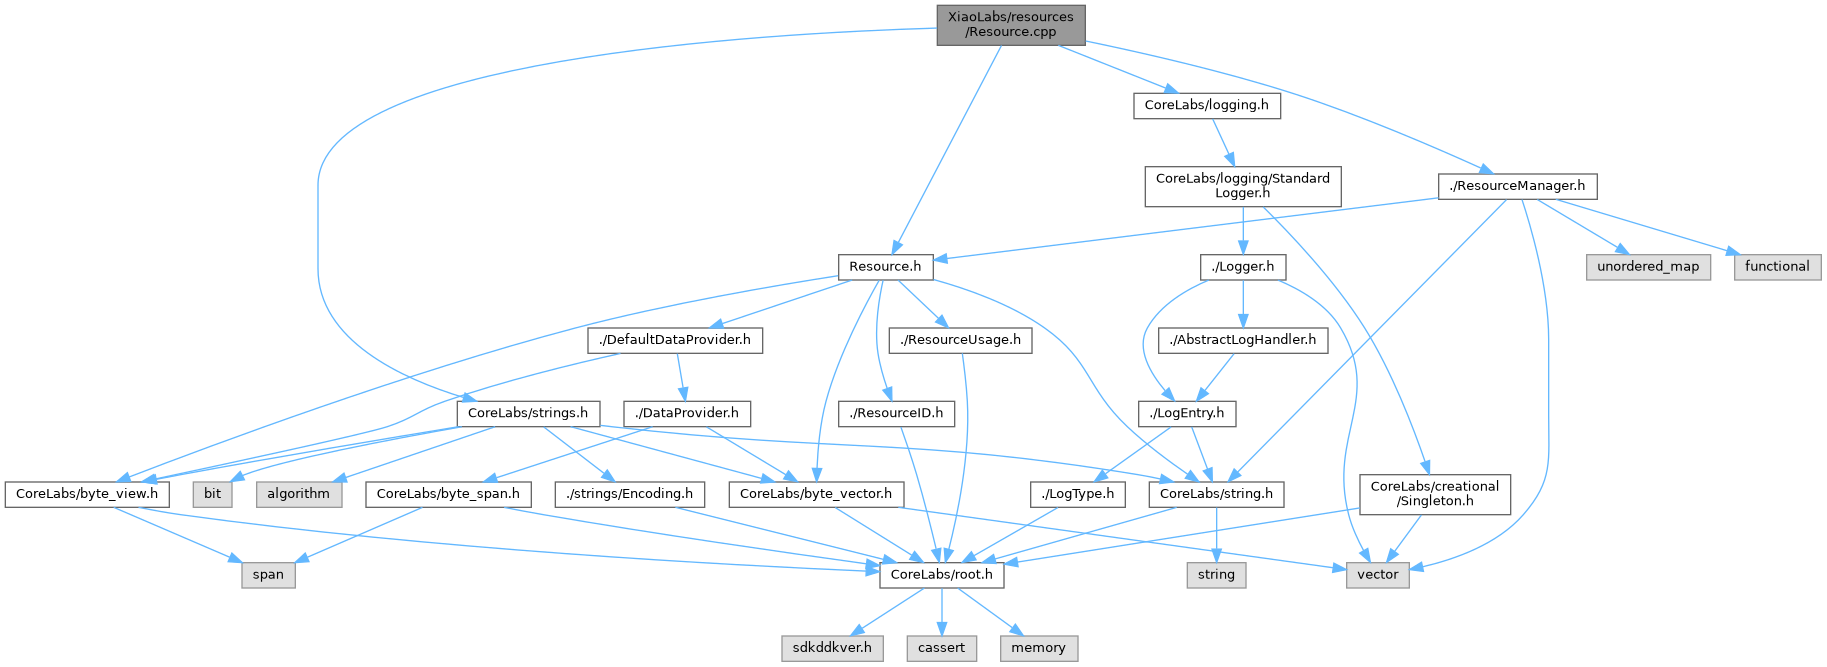 XiaoLabs/resources
/Resource.cpp
CoreLabs/logging.h
CoreLabs/logging/Standard
Logger.h
./ResourceManager.h
Resource.h
./Logger.h
unordered_map
functional
./DefaultDataProvider.h
./ResourceUsage.h
./AbstractLogHandler.h
CoreLabs/strings.h
./DataProvider.h
./ResourceID.h
./LogEntry.h
CoreLabs/byte_view.h
bit
algorithm
CoreLabs/byte_span.h
./strings/Encoding.h
CoreLabs/byte_vector.h
./LogType.h
CoreLabs/string.h
CoreLabs/creational
/Singleton.h
span
CoreLabs/root.h
string
vector
sdkddkver.h
cassert
memory